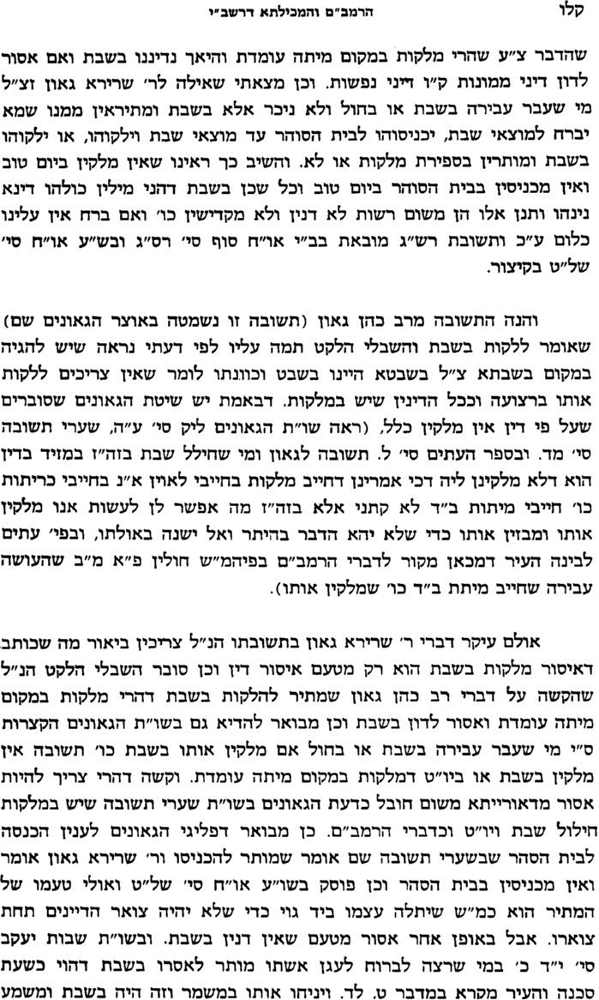 קלו
הרמב״ם והמכילתא דרשב״י
שהדבר צ״ע שהרי מלקות במקום מיתה עומדת והיאך נדיננו בשבת ואם אסור
לדון דיני ממונות ק״ו דיני נפשות. וכן מצאתי שאילה לר׳ שרירא גאון זצ״ל
מי שעבר עבירה בשבת או בחול ולא ניכר אלא בשבת ומתיראין ממנו שמא
יברח למוצאי שבת, יכניסוהו לבית הסוהר עד מוצאי שבת וילקוהו, או ילקוהו
בשבת ומותרין בספירת מלקות או לא. והשיב כך ראינו שאין מלקין ביום טוב
ואין מכניסין בבית הסוהר ביום טוב וכל שכן בשבת דהני מילין כולהו דינא
נינהו ותנן אלו הן משום רשות לא דנין ולא מקדישין כו׳ ואם ברח אין עלינו
כלום ע״כ ותשובת רש״ג מובאת בב״י או״ח סוף סי׳ רס״ג ובש״ע או״ח סי׳
של״ט בקיצור.
והנה התשובה מרב כהן גאון (תשובה זו נשמטה באוצר הגאונים שם)
שאומר ללקות בשבת והשבלי הלקט תמה עליו לפי דעתי נראה שיש להגיה
במקום בשבתא צ״ל בשבטא היינו בשבט וכוונתו לומר שאין צריכים ללקות
אותו ברצועה וככל הדינין שיש במלקות. דבאמת יש שיטת הגאונים שסוברים
שעל פי דין אין מלקין כלל, (ראה שו״ת הגאונים ליק סי׳ ע״ה, שערי תשובה
סי׳ מד. ובספר העתים סי׳ ל. תשובה לגאון ומי שחילל שבת בזה״ז במזיד בדין
הוא דלא מלקינן ליה דכי אמרינן דחייב מלקות בחייבי לאוין א״נ בחייבי כריתות
כו׳ חייבי מיתות ב״ד לא קתני אלא בזה״ז מה אפשר לן לעשות אנו מלקין
אותו ומבזין אותו כדי שלא יהא הדבר בהיתר ואל ישנה באולתו, ובפי׳ עתים
לבינה העיר דמכאן מקור לדברי הרמב״ם בפיהמ״ש חולין פ״א מ״ב שהעושה
עבירה שחייב מיתת ב״ד כו׳ שמלקין אותו).
אולם עיקר דברי ר׳ שרירא גאון בתשובתו הנ״ל צריכין ביאור מה שכותב
דאיסור מלקות בשבת הוא רק מטעם איסור דין וכן סובר השבלי הלקט הנ״ל
שהקשה על דברי רב כהן גאון שמתיר להלקות בשבת דהרי מלקות במקום
מיתה עומדת ואסור לדון בשבת וכן מבואר להדיא גם בשו״ת הגאונים הקצרות
ס״י מי שעבר עבירה בשבת או בחול אם מלקין אותו בשבת כו׳ תשובה אין
מלקין בשבת או ביו״ט דמלקות במקום מיתה עומדת. וקשה דהרי צריך להיות
אסור מדאורייתא משום חובל כדעת הגאונים בשו״ת שערי תשובה שיש במלקות
חילול שבת ויו״ט וכדברי הרמב״ם. כן מבואר דפליגי הגאונים לענין הכנסה
לבית הסהר שבשערי תשובה שם אומר שמותר להכניסו ור׳ שרירא גאון אומר
ואין מכניסין בבית הסהר וכן פוסק בשו״ע או״ח סי׳ של״ט ואולי טעמו של
המתיר הוא כמ״ש שיתלה עצמו ביד גוי כדי שלא יהיה צואר הדיינים תחת
צוארו. אבל באופן אחר אסור מטעם שאין דנין בשבת. ובשו״ת שבות יעקב
סי׳ י״ד כ׳ במי שרצה לברוח לעגן אשתו מותר לאסרו בשבת דהוי כשעת
סכנה והעיר מקרא במדבר ט, לד. ויניחו אותו במשמר וזה היה בשבת ומשמע